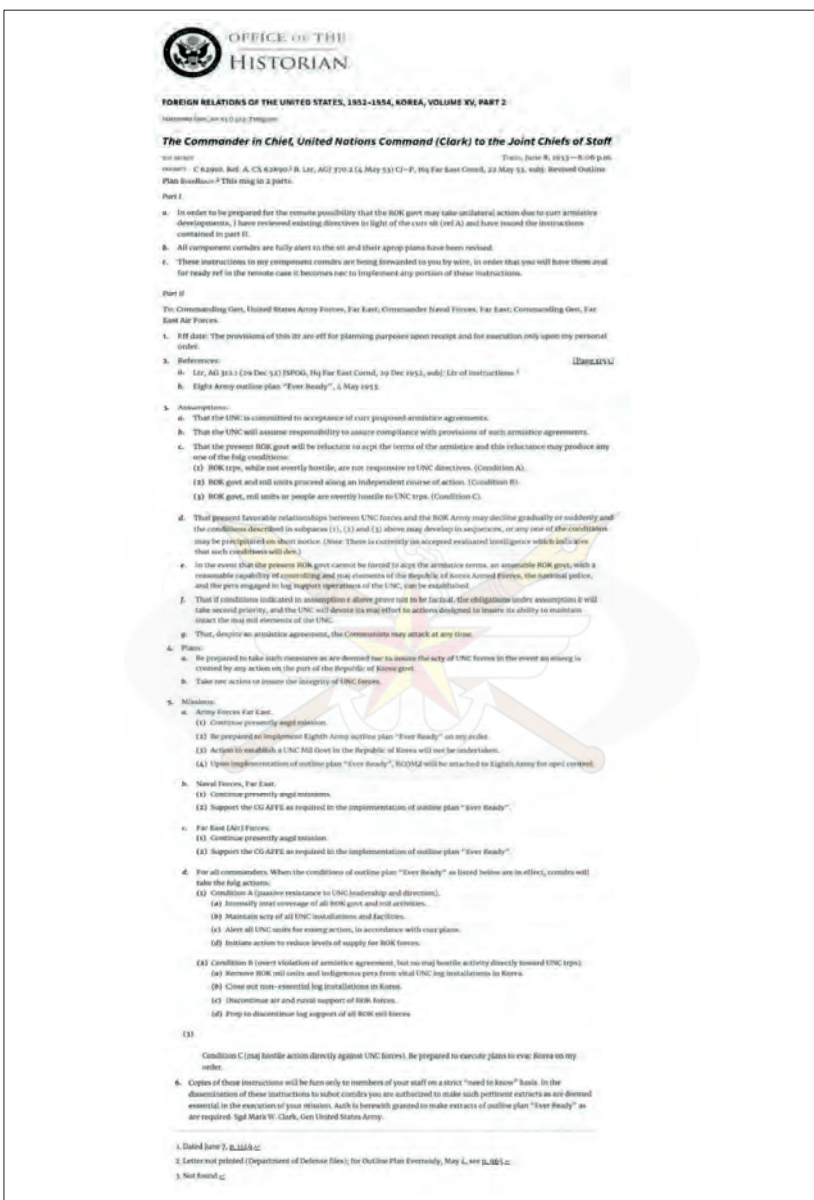 OFFICE OF THE
HISTORIAN
FOREIGN RELATIONS OF THE UNITED STATES, 1952–1954, KOREA, VOLUME XV, PART 2
The Commander in Chief, United Nations Command (Clark) to the Joint Chiefs of Staff
TOP SECRET Tokyo, June 8, 1953—8:06 p.m.
C 62910. Ref: A. CX 62890.¹ B. Ltr, AGJ 370.2 (4 May 53) CJ–P, Hq Far East Comd, 22 May 53, subj: Revised Outline
Plan EverReady.² This msg in 2 parts.
Part I
a. In order to be prepared for the remote possibility that the ROK govt may take unilateral action due to curr armistice
developments, I have reviewed existing directives in light of the curr sit (ref A) and have issued the instructions
contained in part II.
B. All component comdrs are fully alert to the sit and their aprop plans have been revised.
c. These instructions to my component comdrs are being forwarded to you by wire, in order that you will have them aval
for ready ref in the remote case it becomes nec to implement any portion of these instructions.
Part II
To: Commanding Gen, United States Army Forces, Far East; Commander Naval Forces, Far East; Commanding Gen, Far
East Air Forces.
1. Eff date: The provisions of this ltr are eff for planning purposes upon receipt and for execution only upon my personal
order.
2. References: [Page 1153]
a. Ltr, AG 322.1 (29 Dec 52) JSPOG, Hq Far East Comd, 29 Dec 1952, subj: Ltr of instructions.³
b. Eight Army outline plan "Ever Ready", 4 May 1953.
3. Assumptions:
a. That the UNC is committed to acceptance of curr proposed armistice agreements.
b. That the UNC will assume responsibility to assure compliance with provisions of such armistice agreements.
c. That the present ROK govt will be reluctant to acpt the terms of the armistice and this reluctance may produce any
one of the folg conditions:
(1) ROK trps, while not overtly hostile, are not responsive to UNC directives. (Condition A).
(2) ROK govt and mil units proceed along an independent course of action. (Condition B).
(3) ROK govt, mil units or people are overtly hostile to UNC trps. (Condition C).
d. That present favorable relationships between UNC forces and the ROK Army may decline gradually or suddenly and
the conditions described in subparas (1), (2) and (3) above may develop in sequences, or any one of the conditions
may be precipitated on short notice. (Note: There is currently no accepted evaluated intelligence which indicates
that such conditions will dev.)
e. In the event that the present ROK govt cannot be forced to acpt the armistice terms, an amenable ROK govt, with a
reasonable capability of controlling and maj elements of the Republic of Korea Armed Forces, the national police,
and the pers engaged in log support operations of the UNC, can be established.
f. That if conditions indicated in assumption e above prove not to be factual, the obligations under assumption b will
take second priority, and the UNC will devote its maj effort to actions designed to insure its ability to maintain
intact the maj mil elements of the UNC.
g. That, despite an armistice agreement, the Communists may attack at any time.
4. Plans:
a. Be prepared to take such measures as are deemed nec to insure the scty of UNC forces in the event an emerg is
created by any action on the part of the Republic of Korea govt.
b. Take nec action to insure the integrity of UNC forces.
5. Missions:
a. Army Forces Far East.
(1) Continue presently asgd mission.
(2) Be prepared to implement Eighth Army outline plan "Ever Ready" on my order.
(3) Action to establish a UNC Mil Govt in the Republic of Korea will not be undertaken.
(4) Upon implementation of outline plan "Ever Ready", KCOMZ will be attached to Eighth Army for opnl control.
b. Naval Forces, Far East.
(1) Continue presently asgd missions.
(2) Support the CG AFFE as required in the implementation of outline plan "Ever Ready".
c. Far East [Air] Forces:
(1) Continue presently asgd mission.
(2) Support the CG AFFE as required in the implementation of outline plan "Ever Ready".
d. For all commanders. When the conditions of outline plan "Ever Ready" as listed below are in effect, comdrs will
take the folg actions:
(1) Condition A (passive resistance to UNC leadership and direction).
(a) Intensify intel coverage of all ROK govt and mil activities.
(b) Maintain scty of all UNC installations and facilities.
(c) Alert all UNC units for emerg action, in accordance with curr plans.
(d) Initiate action to reduce levels of supply for ROK forces.
(2) Condition B (overt violation of armistice agreement, but no maj hostile activity directly toward UNC trps).
(a) Remove ROK mil units and indigenous pers from vital UNC log installations in Korea.
(b) Close out non-essential log installations in Korea.
(c) Discontinue air and naval support of ROK forces.
(d) Prep to discontinue log support of all ROK mil forces
(3)
Condition C (maj hostile action directly against UNC forces). Be prepared to execute plans to evac Korea on my
order.
6. Copies of these instructions will be furn only to members of your staff on a strict "need to know" basis. In the
dissemination of these instructions to subor comdrs you are authorized to make such pertinent extracts as are deemed
essential in the execution of your mission. Auth is herewith granted to make extracts of outline plan "Ever Ready" as
are required. Sgd Mark W. Clark, Gen United States Army.
1. Dated June 7, p. 1149.↩
2. Letter not printed (Department of Defense files); for Outline Plan Everready, May 4, see p. 965.↩
3. Not found ↩